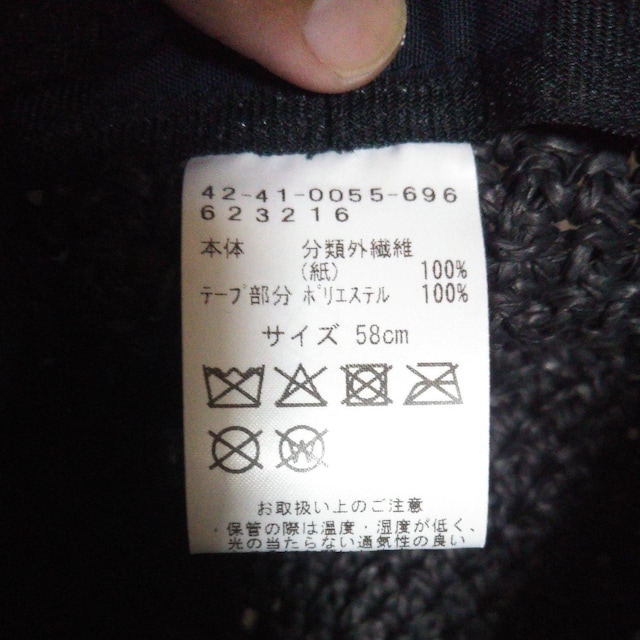 42-41-0055-696
623216
本体 分類外繊維
(紙) 100%
テープ部分 ポリエステル 100%
サイズ 58cm
W
お取扱い上のご注意
・保管の際は温度・湿度が低く、
光の当たらない通気性の良い